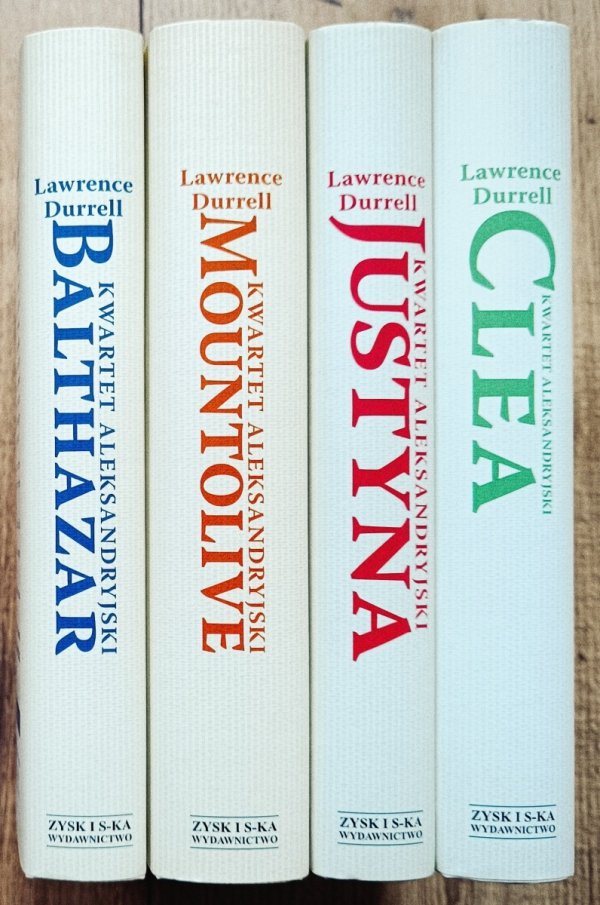 Lawrence
Durrell
BALTHAZAR
KWARTET ALEKSANDRYJSKI
ZYSK I S-KA
WYDAWNICTWO
Lawrence
Durrell
MOUNTOLIVE
KWARTET ALEKSANDRYJSKI
ZYSK I S-KA
WYDAWNICTWO
Lawrence
Durrell
JUSTYNA
KWARTET ALEKSANDRYJSKI
ZYSK I S-KA
WYDAWNICTWO
Lawrence
Durrell
CLEA
KWARTET ALEKSANDRYJSKI
ZYSK I S-KA
WYDAWNICTWO